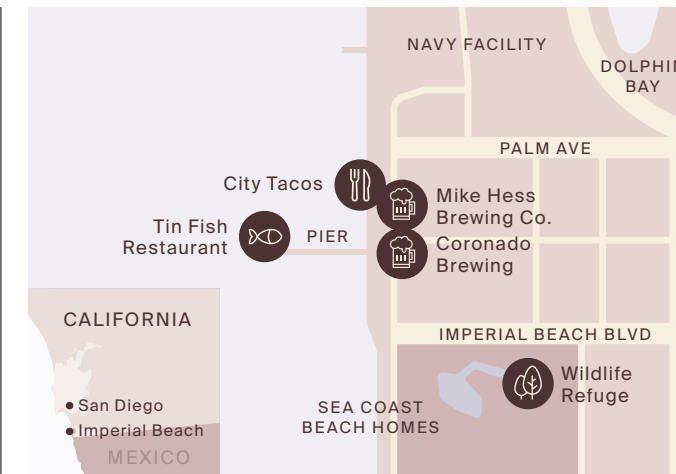 NAVY FACILITY
DOLPHIN
BAY
PALM AVE
City Tacos
Mike Hess
Brewing Co.
Tin Fish
Restaurant
PIER
Coronado
Brewing
CALIFORNIA
IMPERIAL BEACH BLVD
Wildlife
Refuge
San Diego
Imperial Beach
SEA COAST
BEACH HOMES
MEXICO